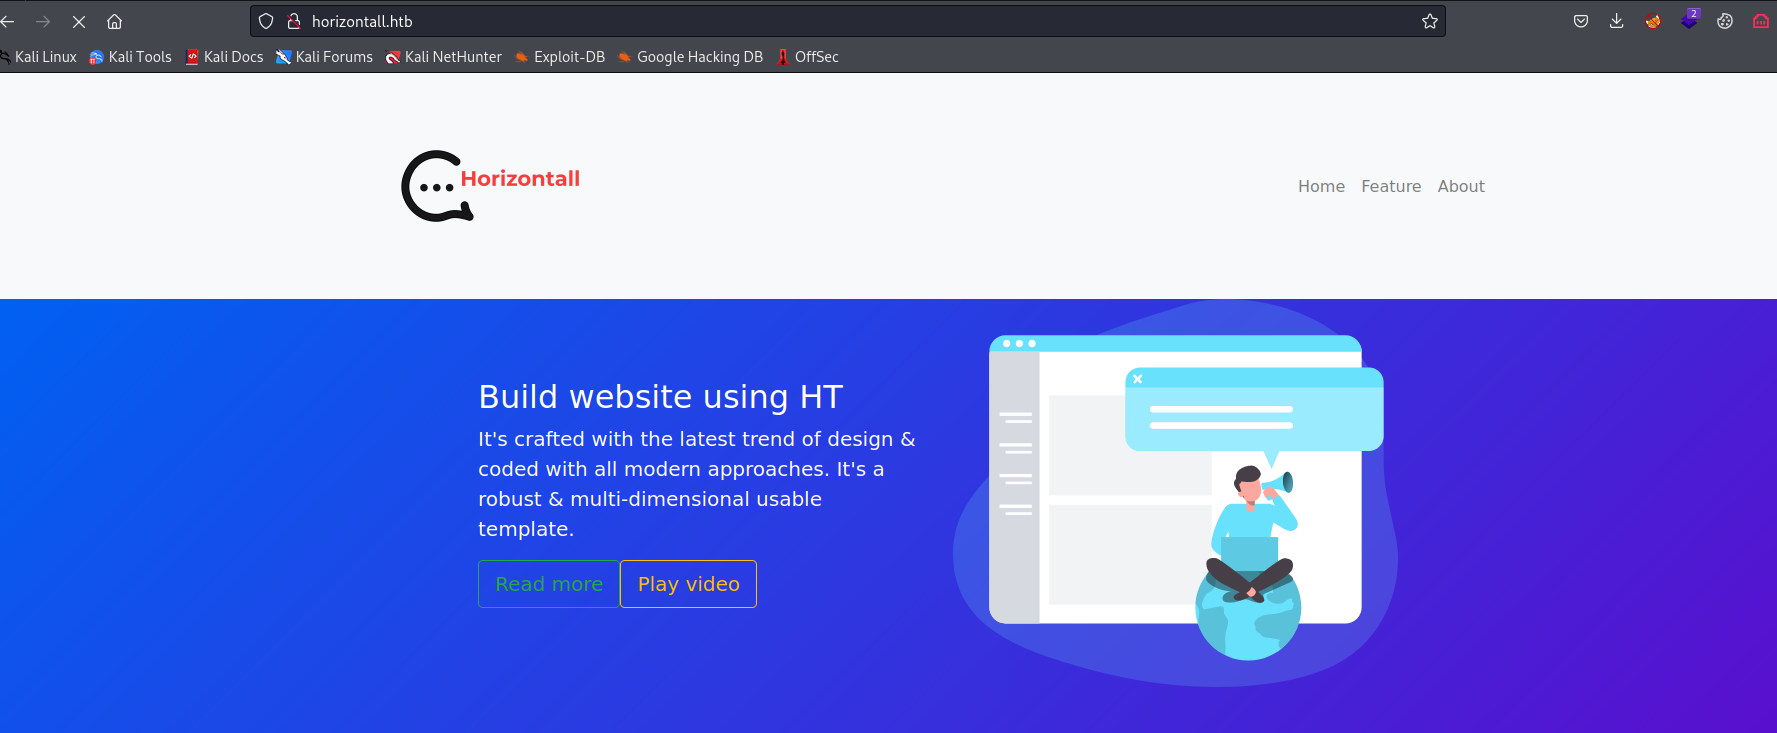 horizontall.htb
2
Kali Linux Kali Tools Kali Docs Kali Forums Kali NetHunter Exploit-DB Google Hacking DB OffSec
Horizontall
Home Feature About
Build website using HT
It's crafted with the latest trend of design &
coded with all modern approaches. It's a
robust & multi-dimensional usable
template.
Read more Play video